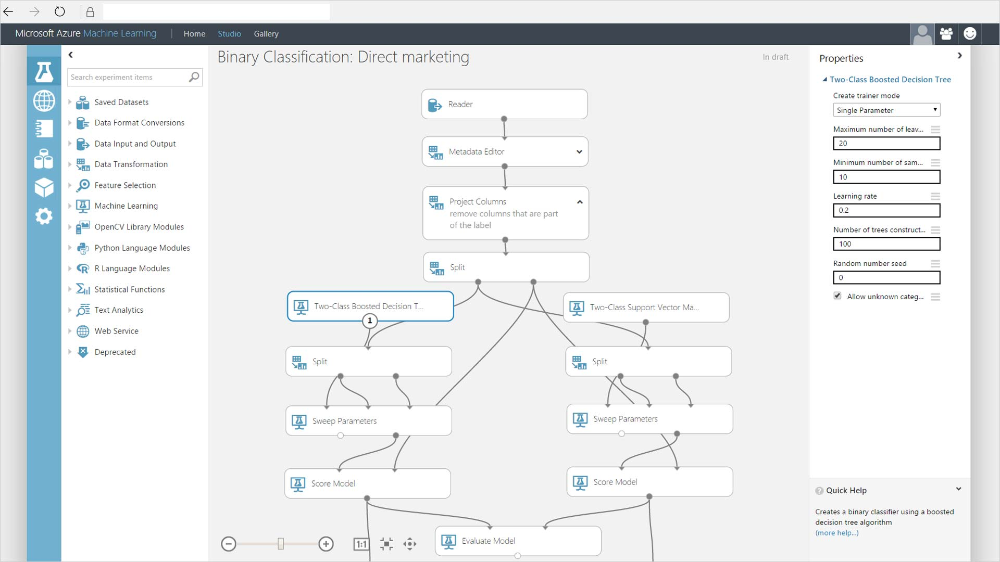 Microsoft Azure Machine Learning
Home
Studio
Gallery
Search experiment items
Saved Datasets
Data Format Conversions
Data Input and Output
Data Transformation
Feature Selection
Machine Learning
OpenCV Library Modules
Python Language Modules
R Language Modules
Statistical Functions
Text Analytics
Web Service
Deprecated
Binary Classification: Direct marketing
In draft
Reader
Metadata Editor
Project Columns
remove columns that are part
of the label
Split
Two-Class Boosted Decision T...
1
Two-Class Support Vector Ma...
Split
Split
Sweep Parameters
Sweep Parameters
Score Model
Score Model
Evaluate Model
1:1
Properties
Two-Class Boosted Decision Tree
Create trainer mode
Single Parameter
Maximum number of leav...
20
Minimum number of sam...
10
Learning rate
0.2
Number of trees construct...
100
Random number seed
0
Allow unknown categ...
? Quick Help
Creates a binary classifier using a boosted
decision tree algorithm
(more help...)